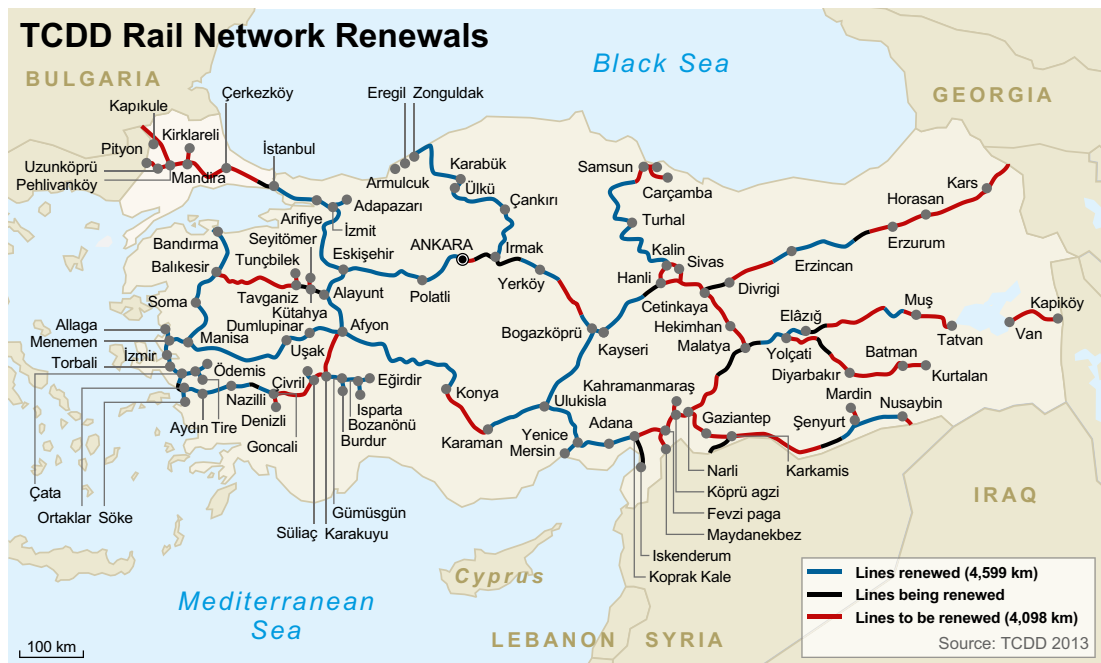 TCDD Rail Network Renewals
Black Sea
BULGARIA
GEORGIA
Kapıkule
Çerkezköy
Eregil
Zonguldak
Pityon
Kirklareli
İstanbul
Uzunköprü
Pehlivanköy
Mandira
Armulcuk
Karabük
Ülkü
Samsun
Carçamba
Kars
Horasan
Adapazarı
Arifiye
İzmit
Çankırı
Turhal
Erzurum
Bandırma
Seyitömer
Tunçbilek
Eskişehir
ANKARA
Irmak
Kalin
Sivas
Erzincan
Balıkesir
Tavganiz
Kütahya
Alayunt
Polatli
Yerköy
Hanli
Cetinkaya
Divrigi
Soma
Allaga
Menemen
Manisa
Dumlupinar
Afyon
Bogazköprü
Kayseri
Hekimhan
Malatya
Elâzığ
Muş
Tatvan
Van
Kapiköy
İzmir
Torbali
Uşak
Yolçati
Diyarbakır
Batman
Kurtalan
Ödemis
Çivril
Eğirdir
Konya
Kahramanmaraş
Mardin
Nusaybin
Şenyurt
Nazilli
Aydın
Tire
Denizli
Goncali
Isparta
Bozanönü
Burdur
Karaman
Ulukisla
Adana
Gaziantep
Yenice
Mersin
Narli
Karkamis
Çata
Ortaklar
Söke
Gümüsgün
Süliaç
Karakuyu
Köprü agzi
Fevzi paga
Maydanekbez
Iskenderum
Koprak Kale
IRAQ
Cyprus
Mediterranean
Sea
LEBANON
SYRIA
100 km
Lines renewed (4,599 km)
Lines being renewed
Lines to be renewed (4,098 km)
Source: TCDD 2013